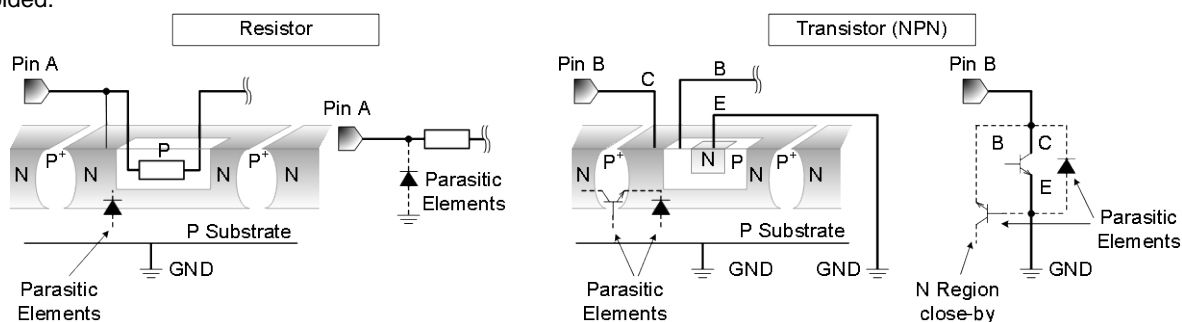 Resistor
Pin A
P
N
P+
N
N
P+
N
P Substrate
GND
Parasitic
Elements
Pin A
Parasitic
Elements
Transistor (NPN)
Pin B
C
B
E
N
P+
N
N
P
P+
N
P Substrate
GND
GND
Parasitic
Elements
Pin B
B
C
E
Parasitic
Elements
GND
N Region
close-by